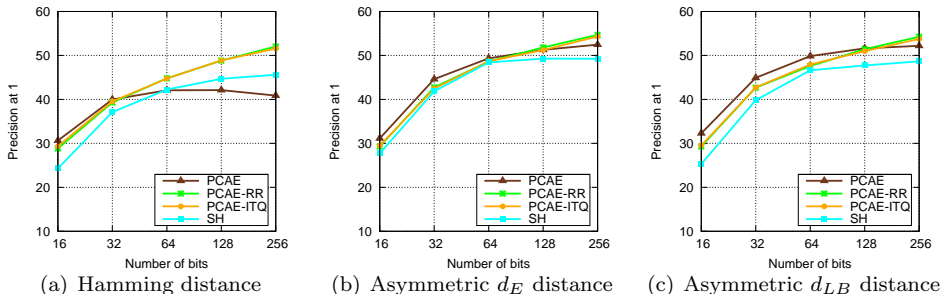 60
50
40
30
20
10
Precision at 1
16 32 64 128 256
Number of bits
PCAE
PCAE-RR
PCAE-ITQ
SH
(a) Hamming distance
60
50
40
30
20
10
Precision at 1
16 32 64 128 256
Number of bits
PCAE
PCAE-RR
PCAE-ITQ
SH
(b) Asymmetric d_E distance
60
50
40
30
20
10
Precision at 1
16 32 64 128 256
Number of bits
PCAE
PCAE-RR
PCAE-ITQ
SH
(c) Asymmetric d_{LB} distance